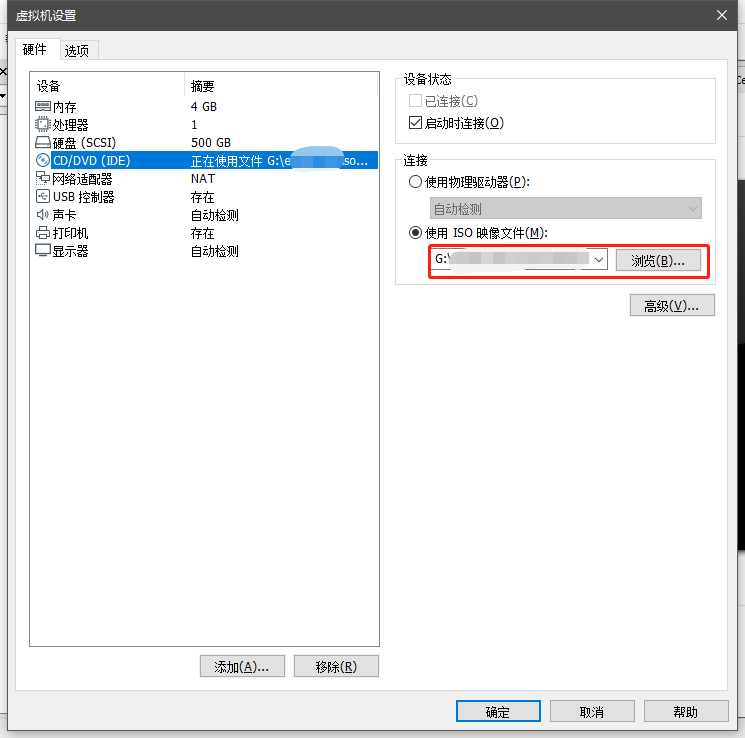 虚拟机设置
硬件 选项
设备 摘要
内存 4 GB
处理器 1
硬盘 (SCSI) 500 GB
CD/DVD (IDE) 正在使用文件 G:\e so...
网络适配器 NAT
USB 控制器 存在
声卡 自动检测
打印机 存在
显示器 自动检测
添加(A)... 移除(R)
设备状态
已连接(C)
启动时连接(O)
连接
使用物理驱动器(P):
自动检测
使用 ISO 映像文件(M):
G:\ 浏览(B)...
高级(V)...
确定 取消 帮助